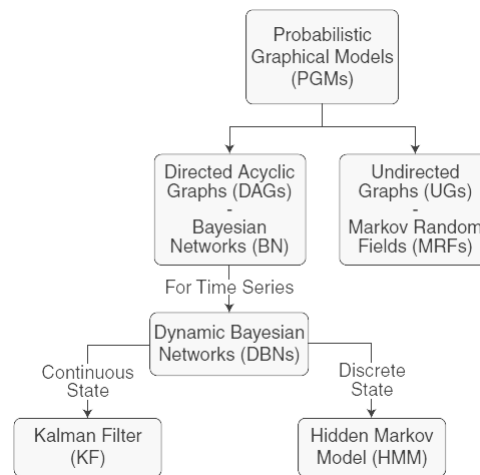 Probabilistic
Graphical Models
(PGMs)
Directed Acyclic
Graphs (DAGs)
-
Bayesian
Networks (BN)
Undirected
Graphs (UGs)
-
Markov Random
Fields (MRFs)
For Time Series
Dynamic Bayesian
Networks (DBNs)
Continuous
State
Discrete
State
Kalman Filter
(KF)
Hidden Markov
Model (HMM)